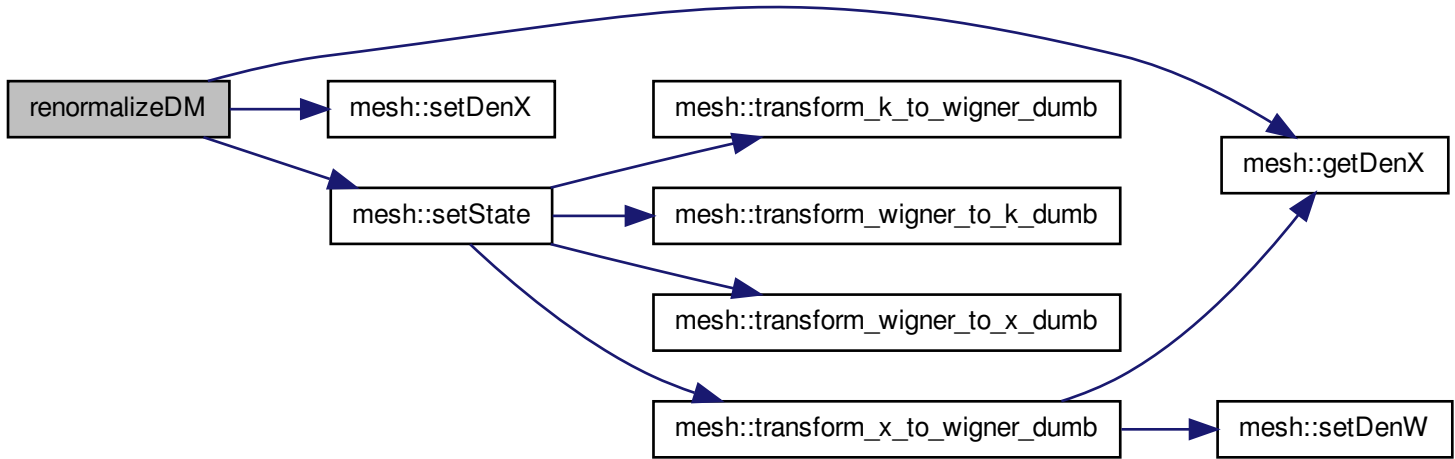 renormalizeDM
mesh::setDenX
mesh::setState
mesh::transform_k_to_wigner_dumb
mesh::transform_wigner_to_k_dumb
mesh::transform_wigner_to_x_dumb
mesh::transform_x_to_wigner_dumb
mesh::getDenX
mesh::setDenW